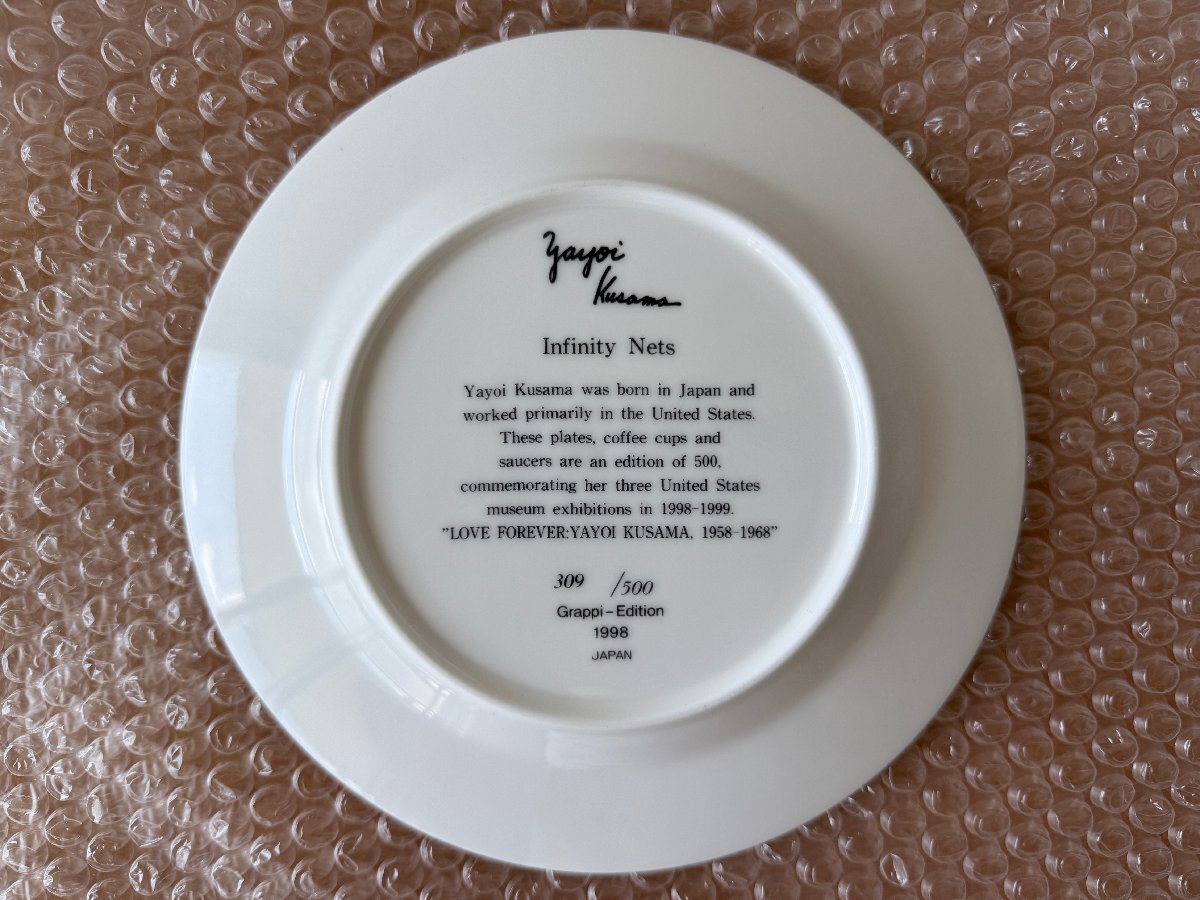 Yayoi
Kusama
Infinity Nets
Yayoi Kusama was born in Japan and
worked primarily in the United States.
These plates, coffee cups and
saucers are an edition of 500,
commemorating her three United States
museum exhibitions in 1998-1999.
"LOVE FOREVER:YAYOI KUSAMA, 1958-1968"
309 /500
Grappi-Edition
1998
JAPAN